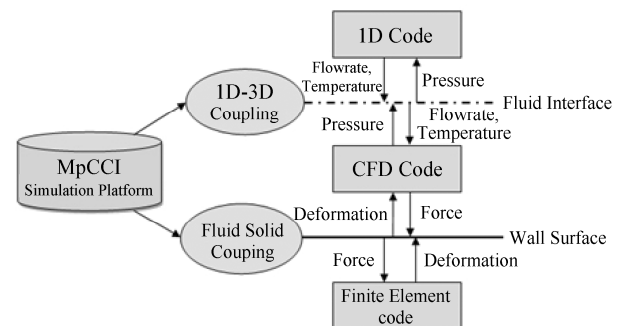 1D Code
Flowrate,
Temperature
Pressure
1D-3D
Coupling
Fluid Interface
Pressure
Flowrate,
Temperature
MpCCI
Simulation Platform
CFD Code
Deformation
Force
Fluid Solid
Couping
Wall Surface
Force
Deformation
Finite Element
code